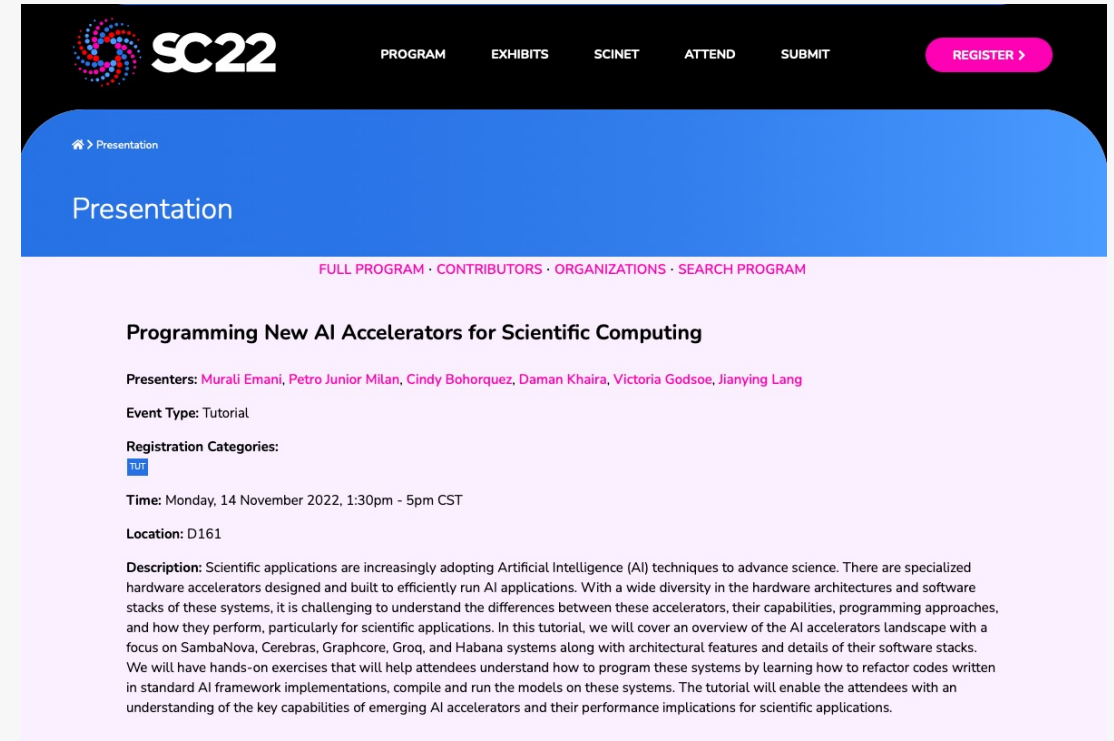 SC22
PROGRAM EXHIBITS SCINET ATTEND SUBMIT REGISTER
Presentation
Presentation
FULL PROGRAM · CONTRIBUTORS · ORGANIZATIONS · SEARCH PROGRAM
Programming New AI Accelerators for Scientific Computing
Presenters: Murali Emani, Petro Junior Milan, Cindy Bohorquez, Daman Khaira, Victoria Godsoe, Jianying Lang
Event Type: Tutorial
Registration Categories:
TUT
Time: Monday, 14 November 2022, 1:30pm - 5pm CST
Location: D161
Description: Scientific applications are increasingly adopting Artificial Intelligence (AI) techniques to advance science. There are specialized
hardware accelerators designed and built to efficiently run AI applications. With a wide diversity in the hardware architectures and software
stacks of these systems, it is challenging to understand the differences between these accelerators, their capabilities, programming approaches,
and how they perform, particularly for scientific applications. In this tutorial, we will cover an overview of the AI accelerators landscape with a
focus on SambaNova, Cerebras, Graphcore, Groq, and Habana systems along with architectural features and details of their software stacks.
We will have hands-on exercises that will help attendees understand how to program these systems by learning how to refactor codes written
in standard AI framework implementations, compile and run the models on these systems. The tutorial will enable the attendees with an
understanding of the key capabilities of emerging AI accelerators and their performance implications for scientific applications.